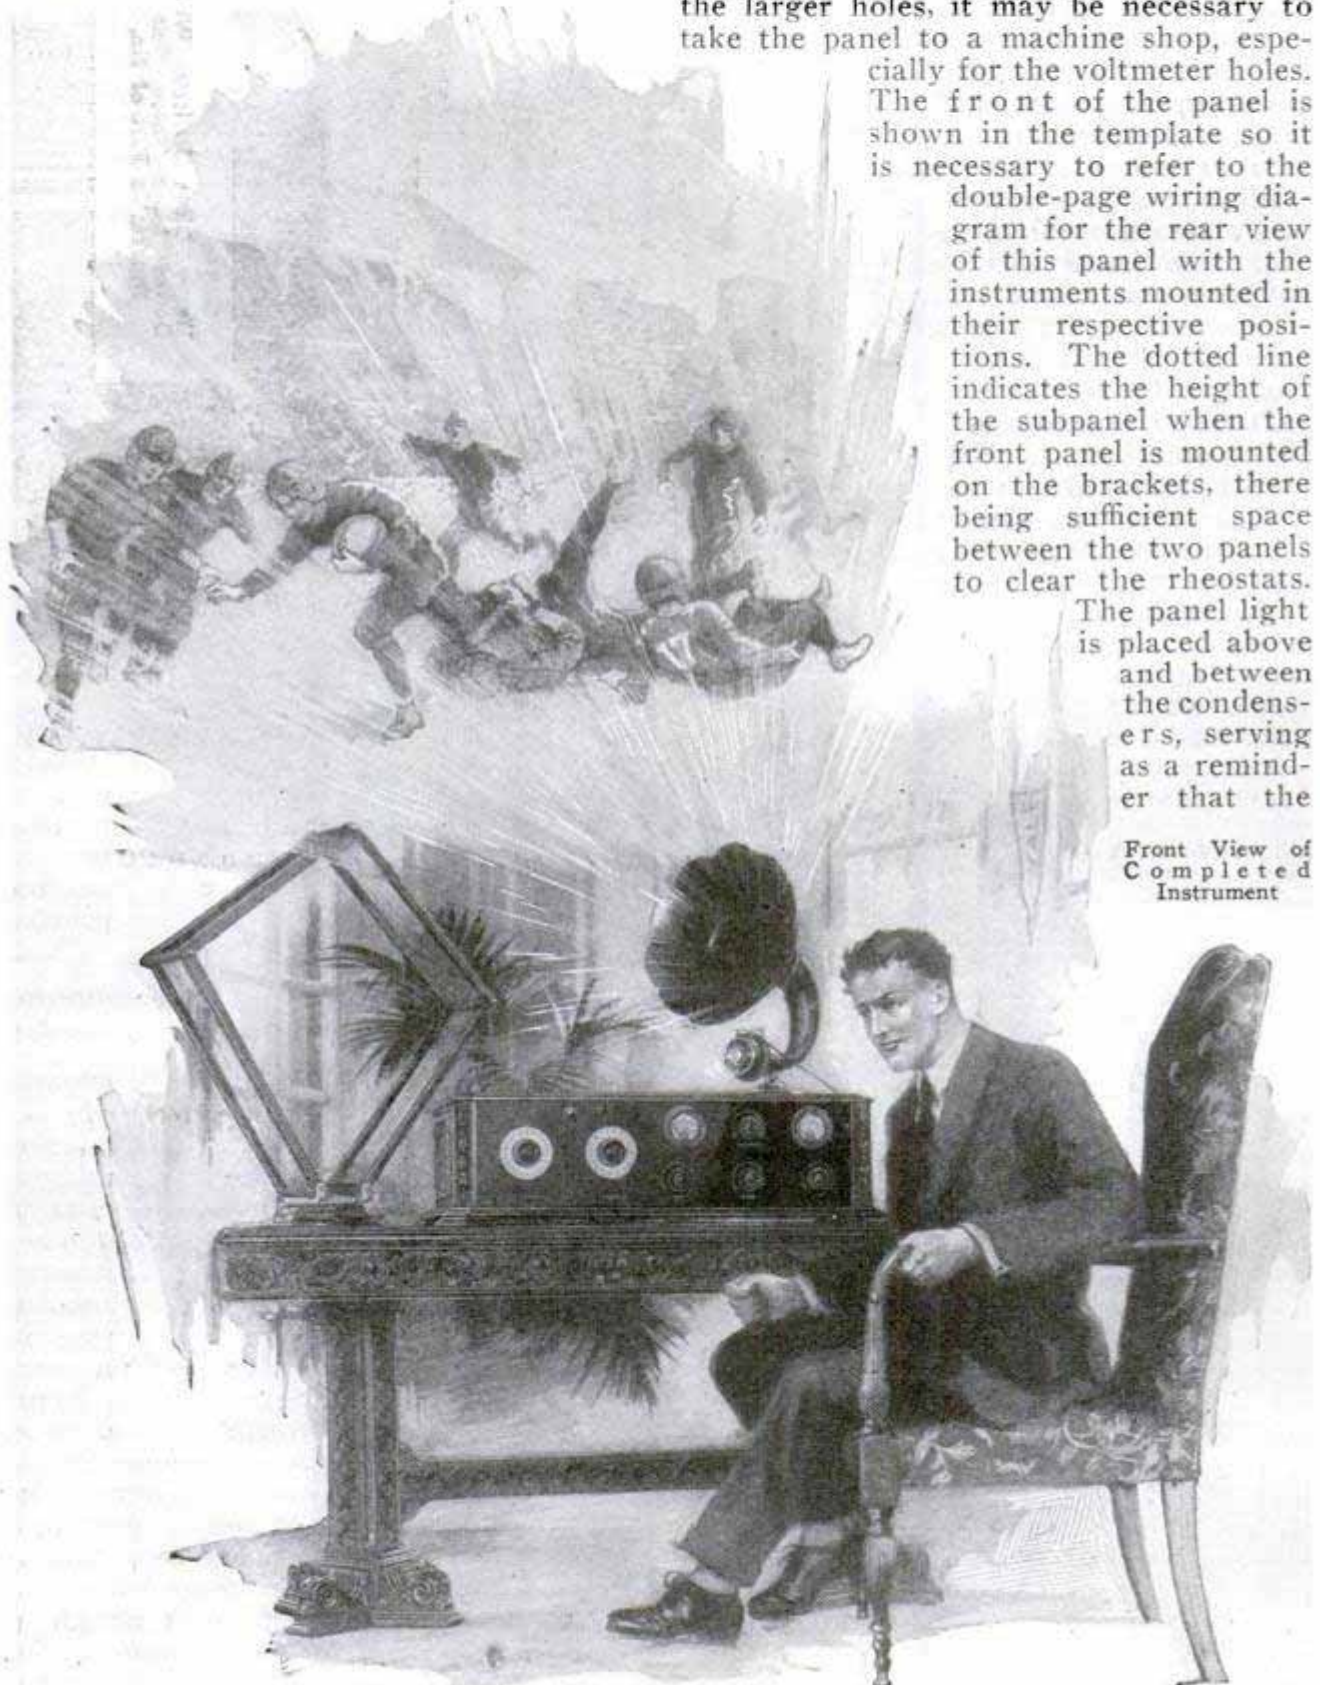 the larger holes, it may be necessary to
take the panel to a machine shop, espe-
cially for the voltmeter holes.
The front of the panel is
shown in the template so it
is necessary to refer to the
double-page wiring dia-
gram for the rear view
of this panel with the
instruments mounted in
their respective posi-
tions. The dotted line
indicates the height of
the subpanel when the
front panel is mounted
on the brackets, there
being sufficient space
between the two panels
to clear the rheostats.
The panel light
is placed above
and between
the condens-
ers, serving
as a remind-
er that the
Front View of
Completed
Instrument